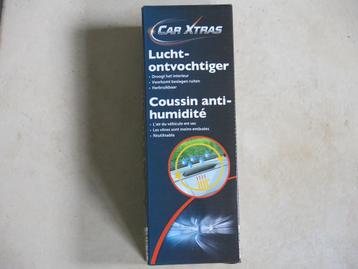 CAR XTRAS
Lucht-
ontvochtiger
• Droogt het interieur
• Voorkomt beslagen ruiten
• Herbruikbaar
Coussin anti-
humidité
• L'air du véhicule est sec
• Les vitres sont moins embuées
• Réutilisable